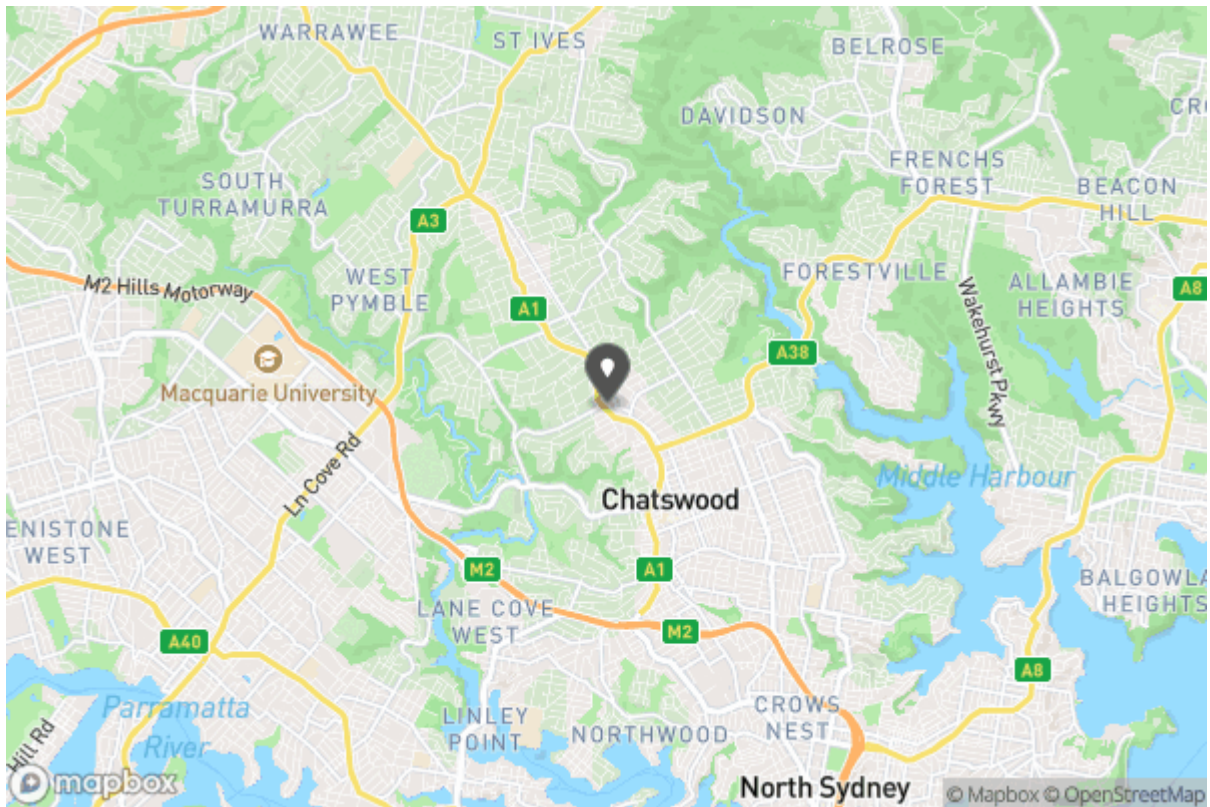 WARRAWEE
ST IVES
BELROSE
DAVIDSON
CRO
FRENCHS
FOREST
SOUTH
TURRAMURRA
BEACON
HILL
A3
WEST
PYMBLE
M2 Hills Motorway
FORESTVILLE
ALLAMBIE
HEIGHTS
A8
A1
Wakehurst Pkwy
A38
Macquarie University
Ln Cove Rd
Middle Harbour
Chatswood
ENISTONE
WEST
M2
A1
BALGOWLA
HEIGHTS
LANE COVE
WEST
M2
A40
A8
Parramatta
River
LINLEY
POINT
NORTHWOOD
CROWS
NEST
Hill Rd
North Sydney
mapbox
© Mapbox © OpenStreetMap